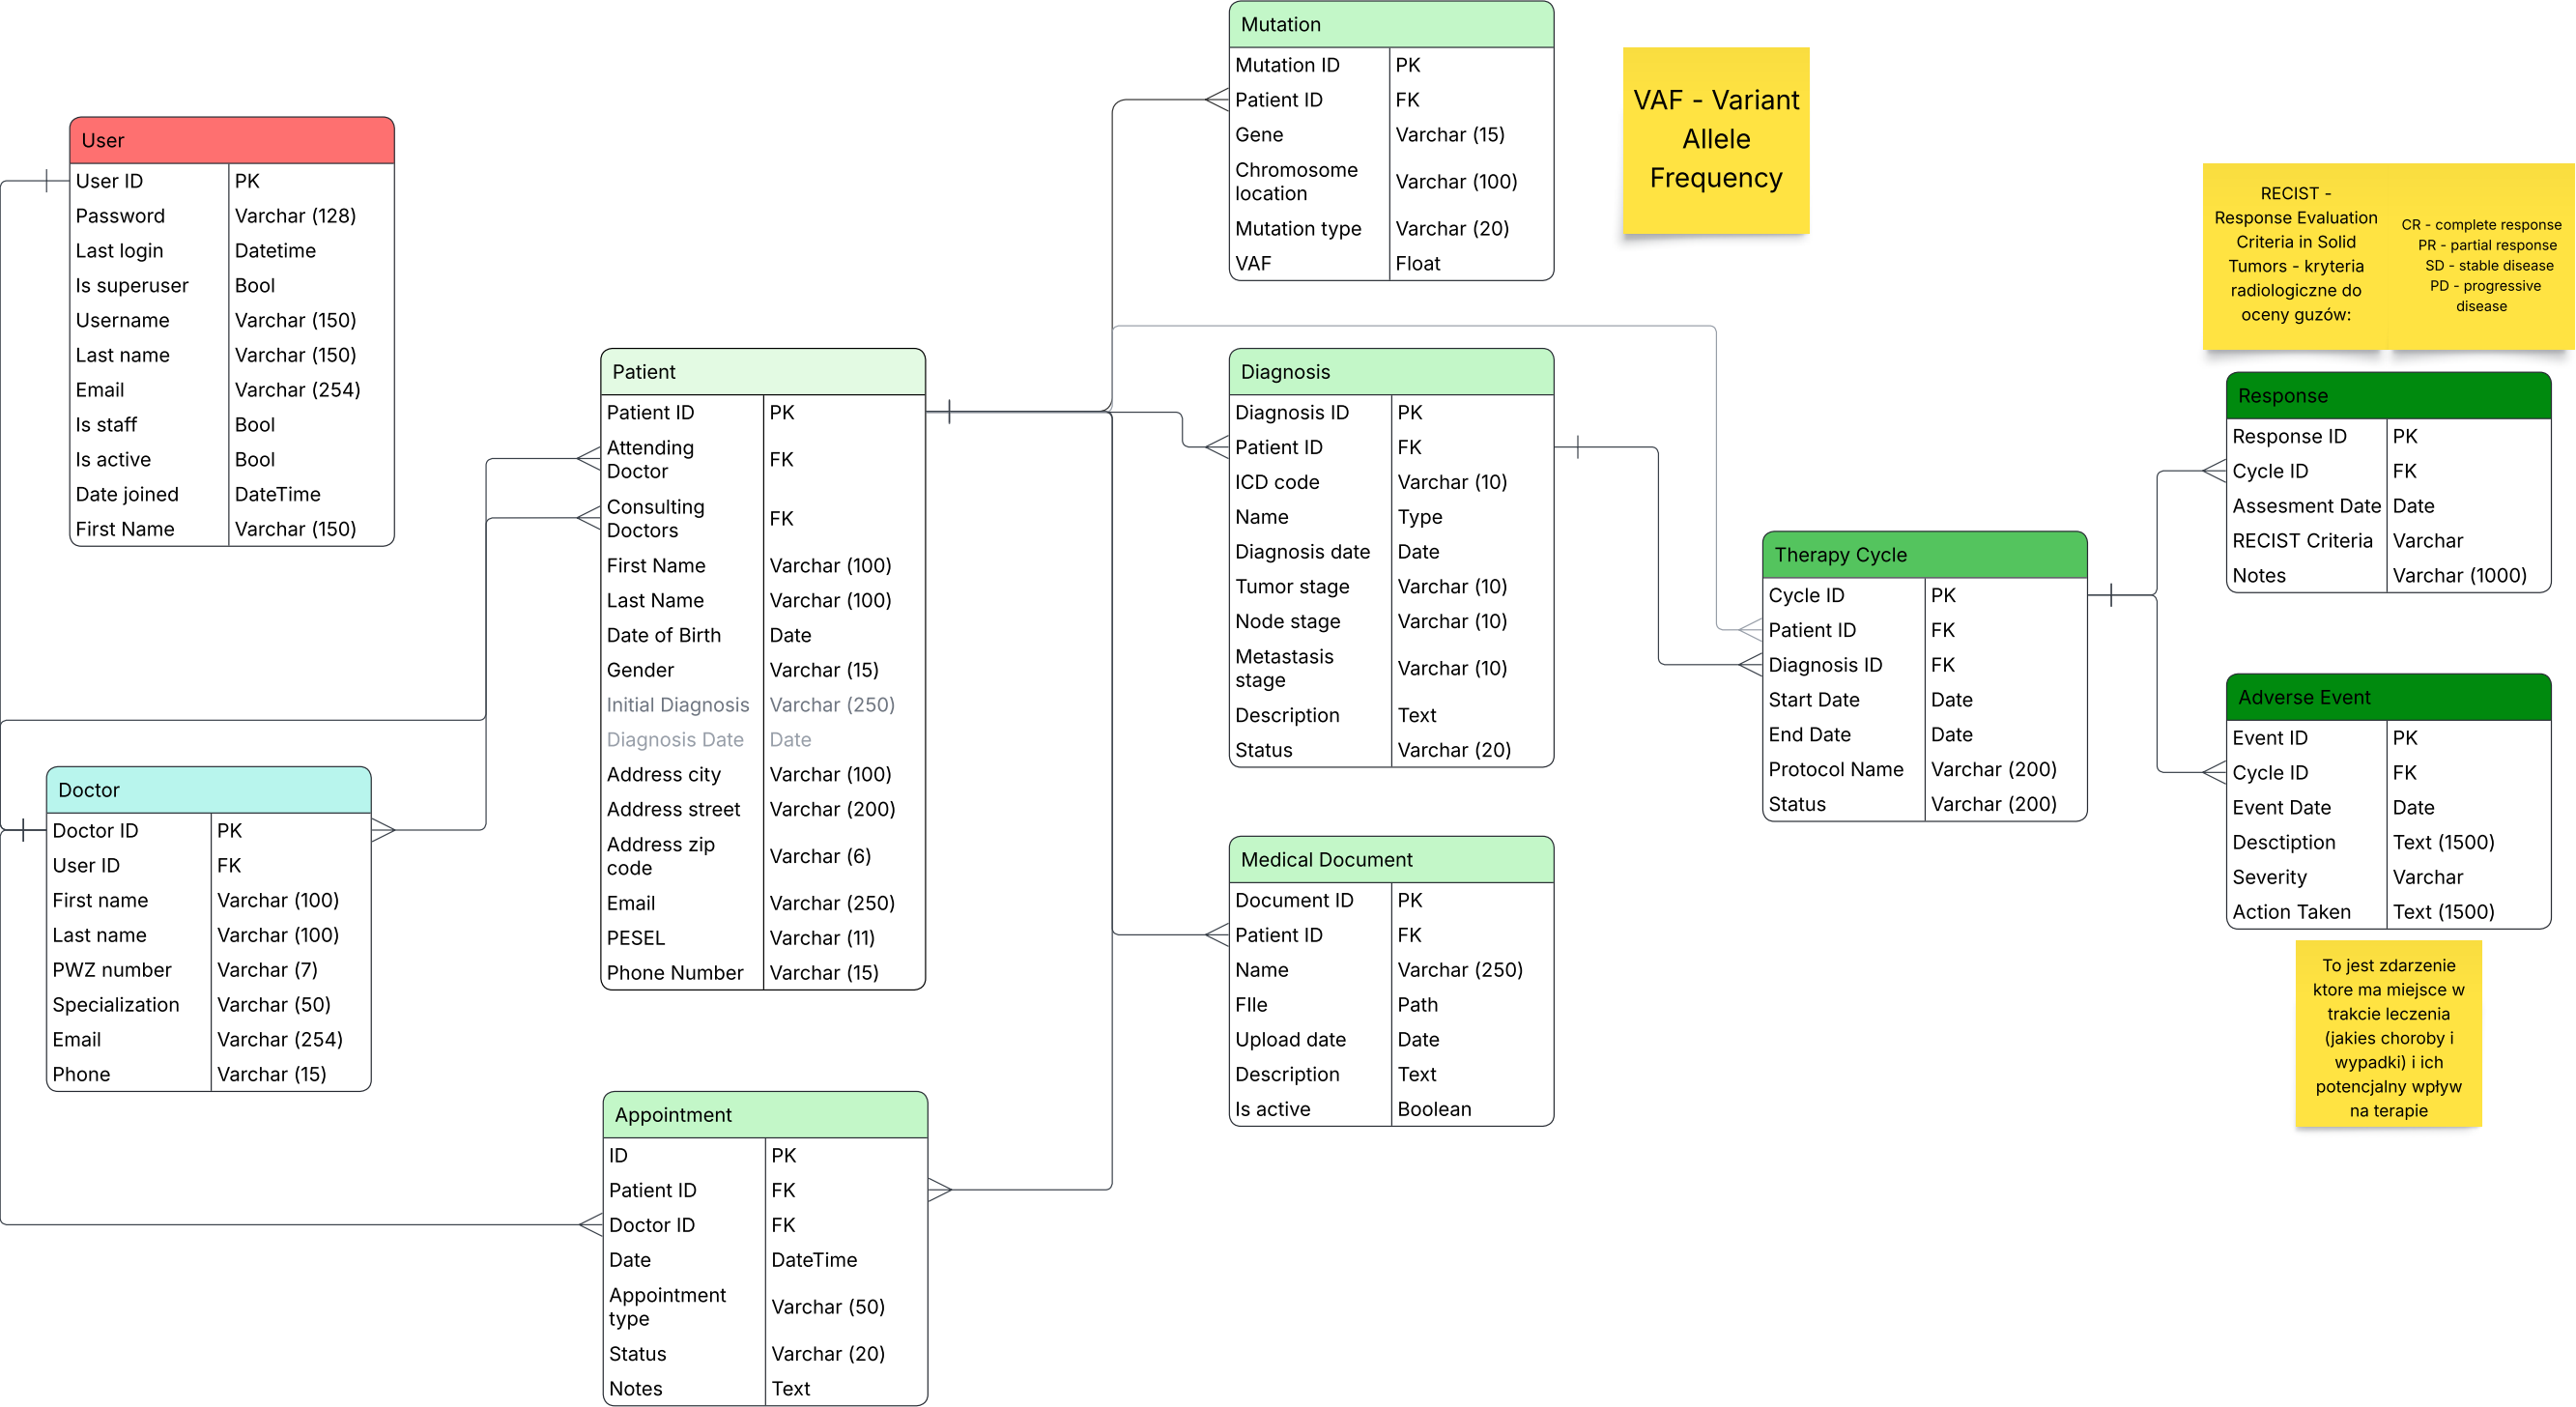 User
User ID PK
Password Varchar (128)
Last login Datetime
Is superuser Bool
Username Varchar (150)
Last name Varchar (150)
Email Varchar (254)
Is staff Bool
Is active Bool
Date joined DateTime
First Name Varchar (150)
Doctor
Doctor ID PK
User ID FK
First name Varchar (100)
Last name Varchar (100)
PWZ number Varchar (7)
Specialization Varchar (50)
Email Varchar (254)
Phone Varchar (15)
Patient
Patient ID PK
Attending
Doctor FK
Consulting
Doctors FK
First Name Varchar (100)
Last Name Varchar (100)
Date of Birth Date
Gender Varchar (15)
Initial Diagnosis Varchar (250)
Diagnosis Date Date
Address city Varchar (100)
Address street Varchar (200)
Address zip
code Varchar (6)
Email Varchar (250)
PESEL Varchar (11)
Phone Number Varchar (15)
Appointment
ID PK
Patient ID FK
Doctor ID FK
Date DateTime
Appointment
type Varchar (50)
Status Varchar (20)
Notes Text
Mutation
Mutation ID PK
Patient ID FK
Gene Varchar (15)
Chromosome
location Varchar (100)
Mutation type Varchar (20)
VAF Float
VAF - Variant
Allele
Frequency
Diagnosis
Diagnosis ID PK
Patient ID FK
ICD code Varchar (10)
Name Type
Diagnosis date Date
Tumor stage Varchar (10)
Node stage Varchar (10)
Metastasis
stage Varchar (10)
Description Text
Status Varchar (20)
Medical Document
Document ID PK
Patient ID FK
Name Varchar (250)
FIle Path
Upload date Date
Description Text
Is active Boolean
Therapy Cycle
Cycle ID PK
Patient ID FK
Diagnosis ID FK
Start Date Date
End Date Date
Protocol Name Varchar (200)
Status Varchar (200)
RECIST -
Response Evaluation
Criteria in Solid
Tumors - kryteria
radiologiczne do
oceny guzów:
CR - complete response
PR - partial response
SD - stable disease
PD - progressive
disease
Response
Response ID PK
Cycle ID FK
Assesment Date Date
RECIST Criteria Varchar
Notes Varchar (1000)
Adverse Event
Event ID PK
Cycle ID FK
Event Date Date
Desctiption Text (1500)
Severity Varchar
Action Taken Text (1500)
To jest zdarzenie
ktore ma miejsce w
trakcie leczenia
(jakies choroby i
wypadki) i ich
potencjalny wpływ
na terapie